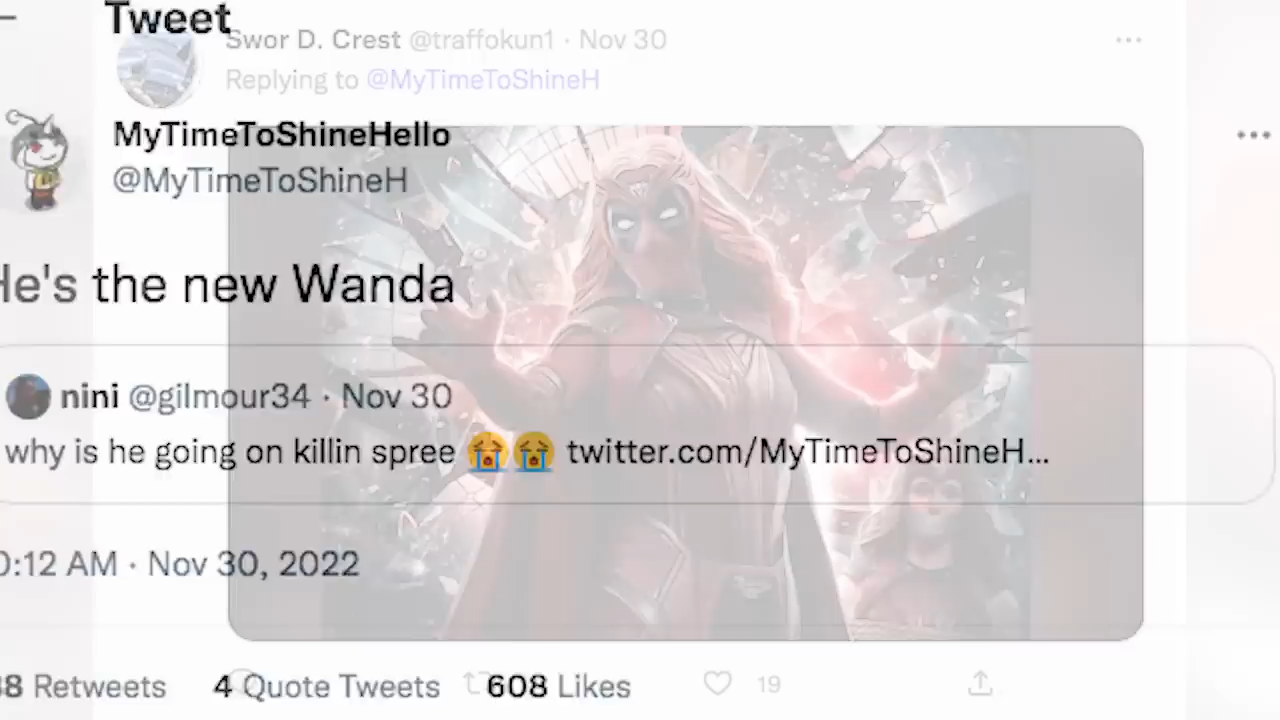 Tweet
Swor D. Crest @traffokun1 · Nov 30
Replying to @MyTimeToShineH
MyTimeToShineHello
@MyTimeToShineH
He's the new Wanda
nini @gilmour34 · Nov 30
why is he going on killin spree 😭😭 twitter.com/MyTimeToShineH...
0:12 AM · Nov 30, 2022
8 Retweets 4 Quote Tweets 608 Likes
19